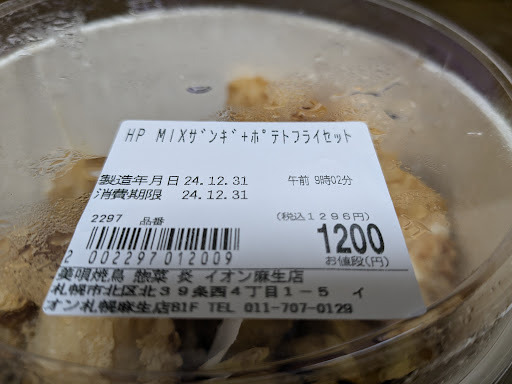 HP MIXｻﾞﾝｷﾞ+ﾎﾟﾃﾄﾌﾗｲｾｯﾄ
製造年月日 24.12.31 午前 9時02分
消費期限 24.12.31
2297 品番 (税込1296円)
1200
2 002297012009 お値段(円)
美唄焼鳥 惣菜 炎 イオン麻生店
札幌市北区北39条西4丁目1-5 イ
オン札幌麻生店B1F TEL 011-707-0129